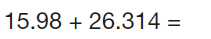 15.98 + 26.314 =